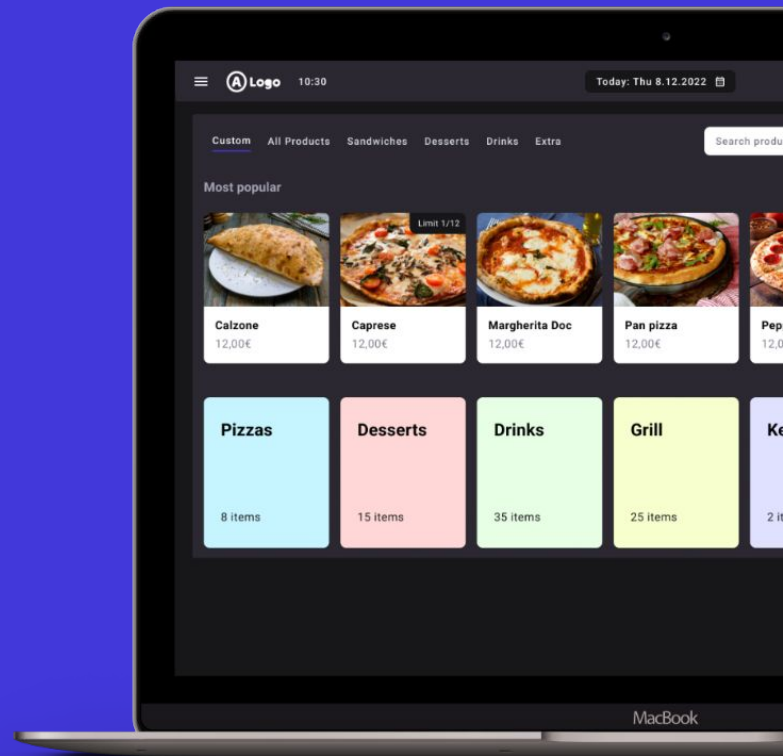 A Logo 10:30 Today: Thu 8.12.2022
Custom All Products Sandwiches Desserts Drinks Extra Search produ
Most popular
Limit 1/12
Calzone Caprese Margherita Doc Pan pizza Pep
12,00€ 12,00€ 12,00€ 12,00€ 12,0
Pizzas Desserts Drinks Grill Ke
8 items 15 items 35 items 25 items 2 it
MacBook